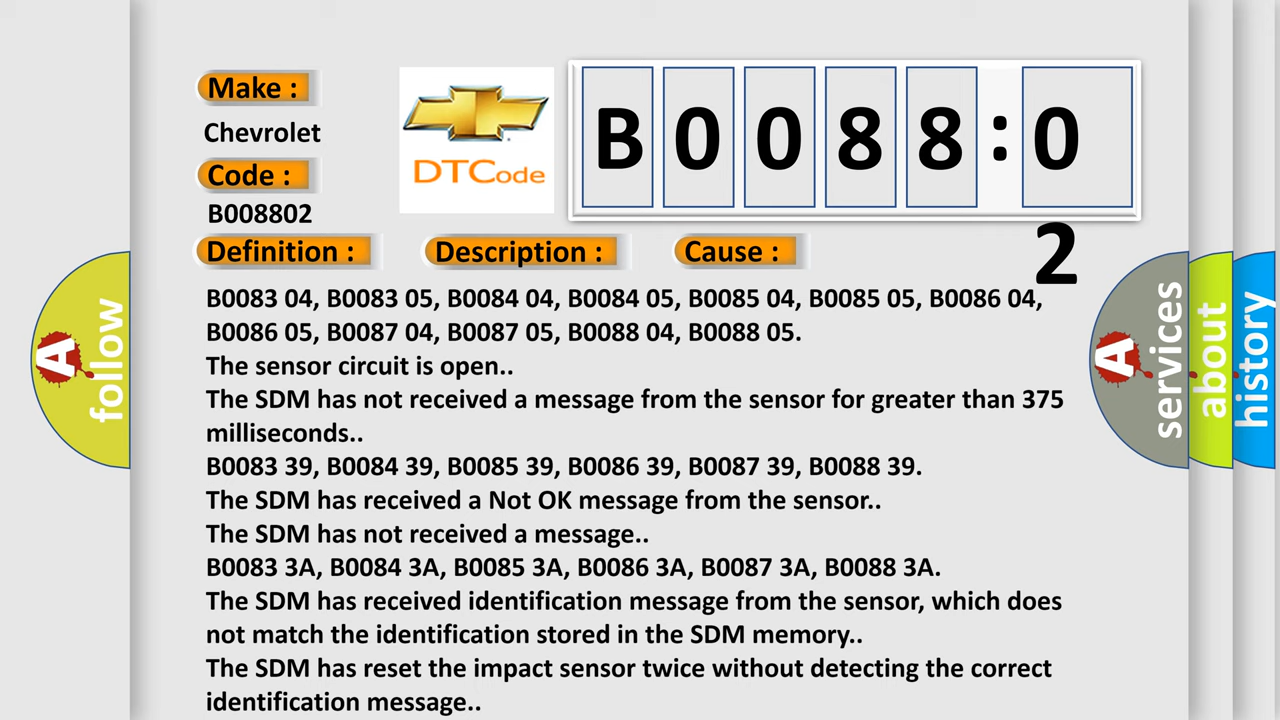 Make :
Chevrolet
Code :
B008802
DTCode
B0088:02
Definition :
Description :
Cause :
B0083 04, B0083 05, B0084 04, B0084 05, B0085 04, B0085 05, B0086 04,
B0086 05, B0087 04, B0087 05, B0088 04, B0088 05.
The sensor circuit is open..
The SDM has not received a message from the sensor for greater than 375
milliseconds..
B0083 39, B0084 39, B0085 39, B0086 39, B0087 39, B0088 39.
The SDM has received a Not OK message from the sensor..
The SDM has not received a message..
B0083 3A, B0084 3A, B0085 3A, B0086 3A, B0087 3A, B0088 3A.
The SDM has received identification message from the sensor, which does
not match the identification stored in the SDM memory..
The SDM has reset the impact sensor twice without detecting the correct
identification message..
A follow
A services
about
history